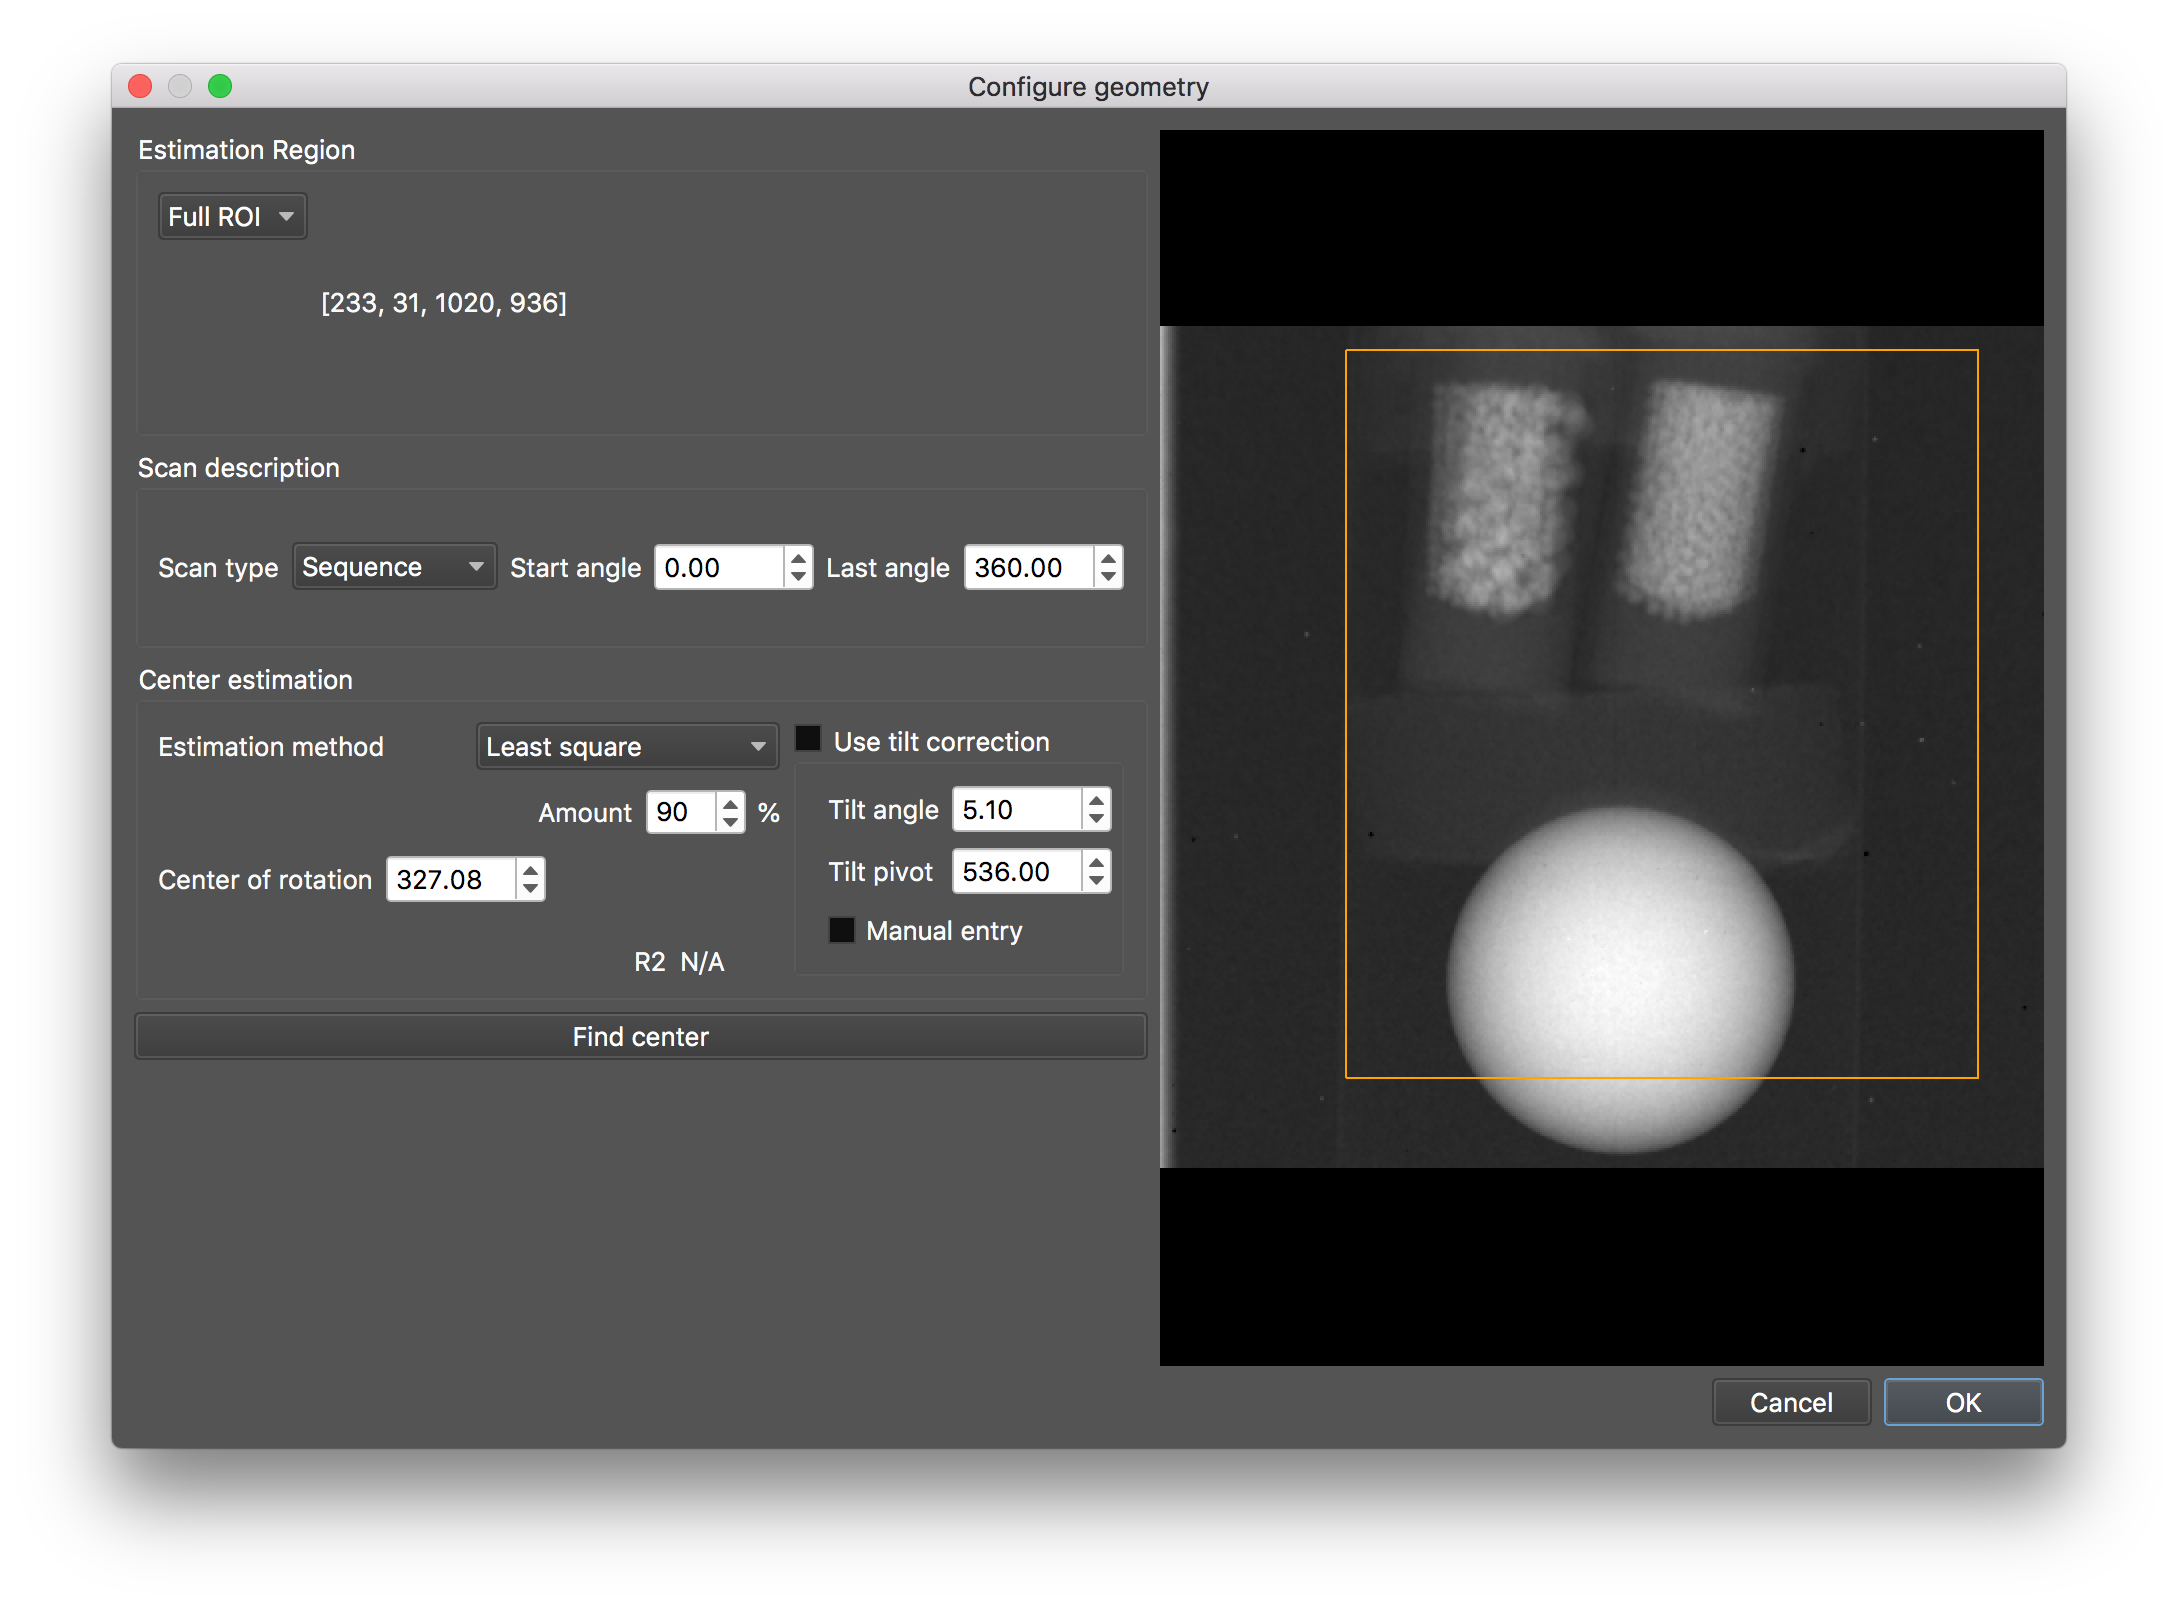 Configure geometry
Estimation Region
Full ROI
[233, 31, 1020, 936]
Scan description
Scan type Sequence Start angle 0.00 Last angle 360.00
Center estimation
Estimation method Least square Use tilt correction
Amount 90 % Tilt angle 5.10
Center of rotation 327.08 Tilt pivot 536.00
Manual entry
R2 N/A
Find center
Cancel OK